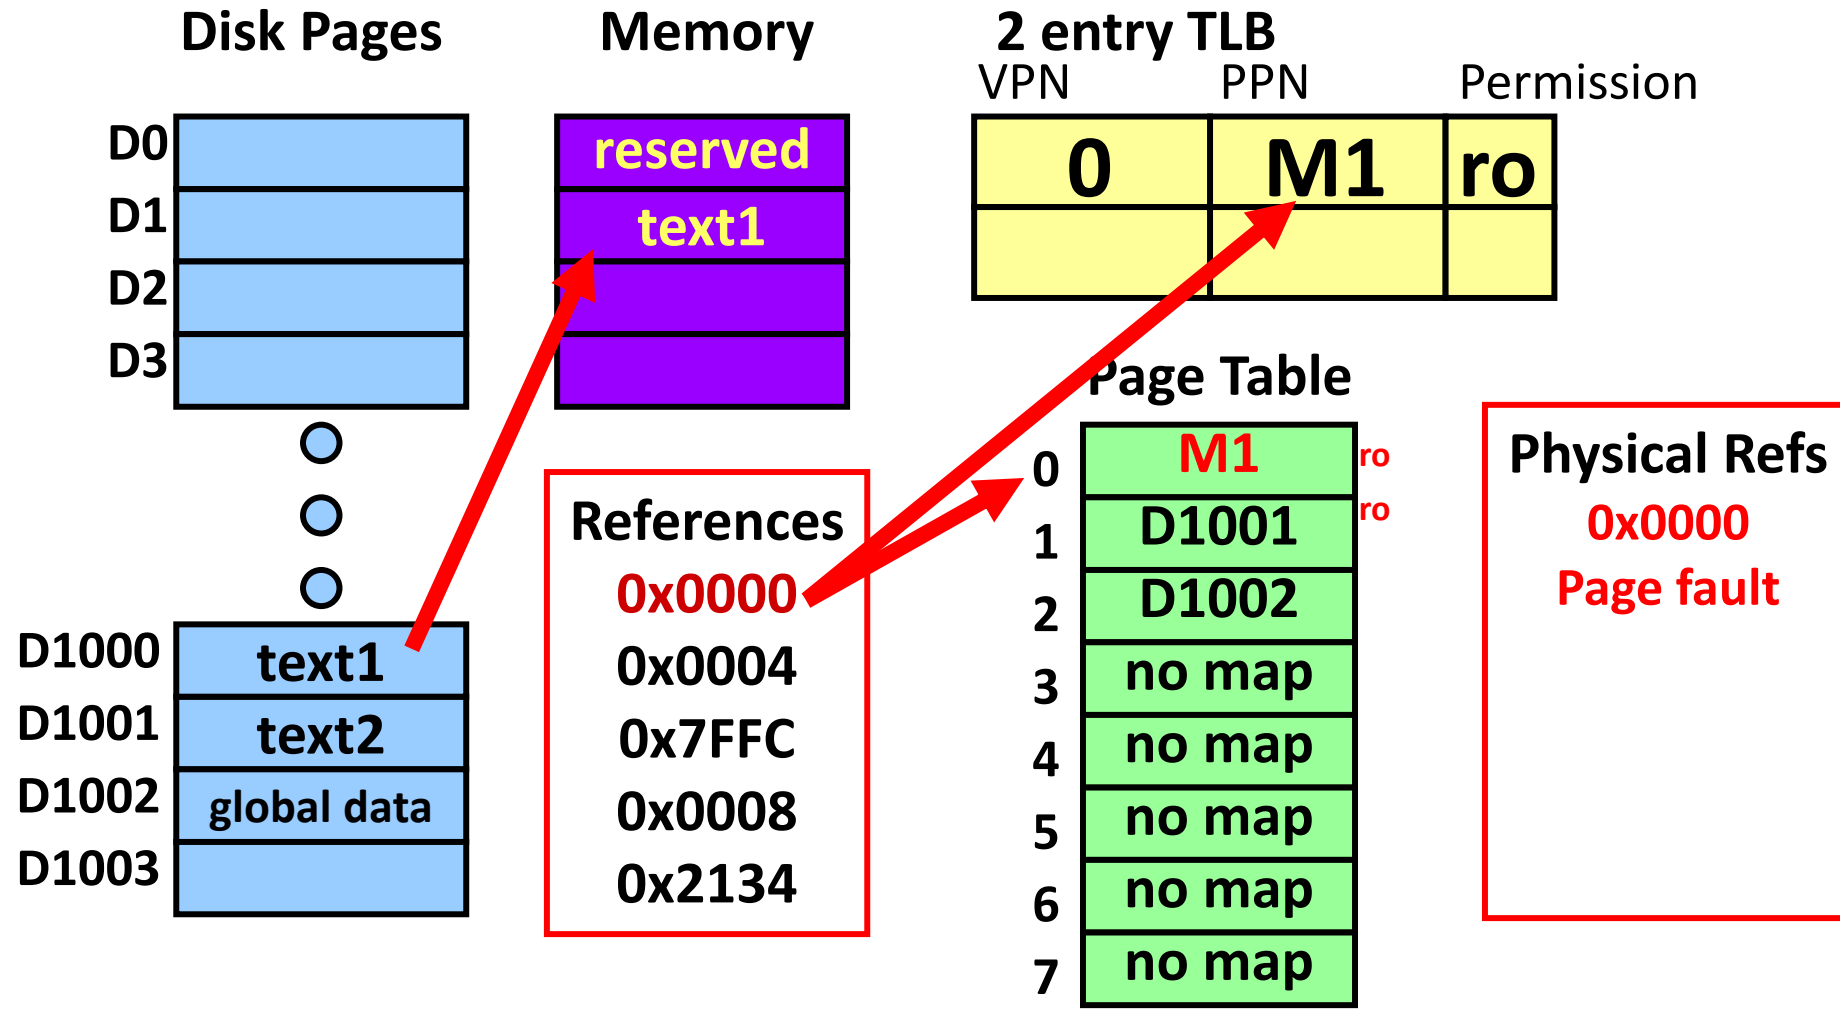 Disk Pages
D0
D1
D2
D3
D1000 text1
D1001 text2
D1002 global data
D1003
Memory
reserved
text1
References
0x0000
0x0004
0x7FFC
0x0008
0x2134
2 entry TLB
VPN PPN Permission
0 M1 ro
Page Table
0 M1 ro
1 D1001 ro
2 D1002
3 no map
4 no map
5 no map
6 no map
7 no map
Physical Refs
0x0000
Page fault